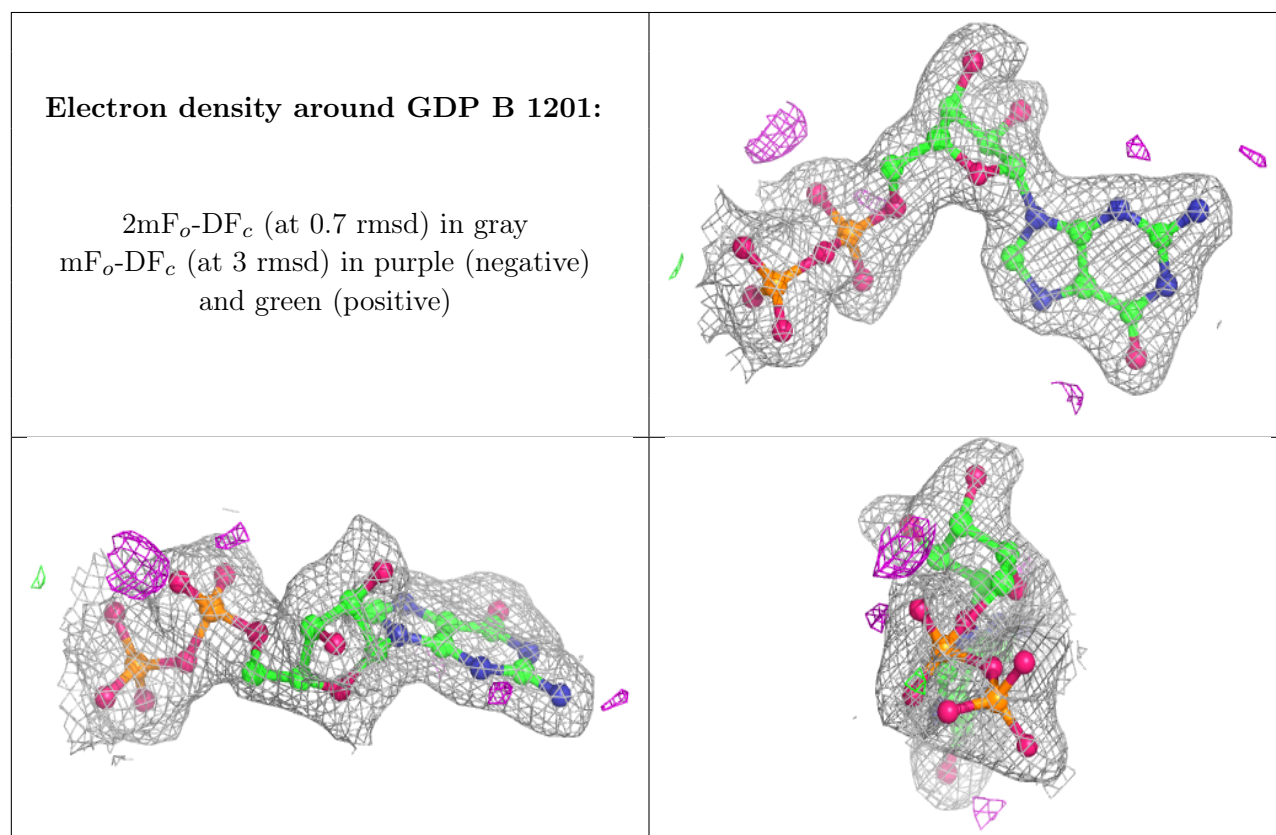 Electron density around GDP B 1201:
2mFo-DFc (at 0.7 rmsd) in gray
mFo-DFc (at 3 rmsd) in purple (negative)
and green (positive)